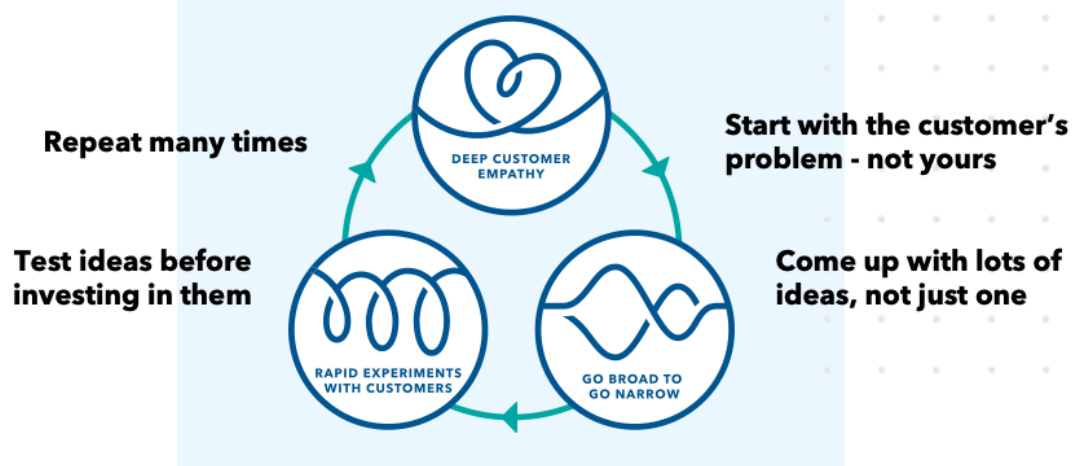 DEEP CUSTOMER
EMPATHY
Repeat many times
Start with the customer's
problem - not yours
Test ideas before
investing in them
Come up with lots of
ideas, not just one
RAPID EXPERIMENTS
WITH CUSTOMERS
GO BROAD TO
GO NARROW